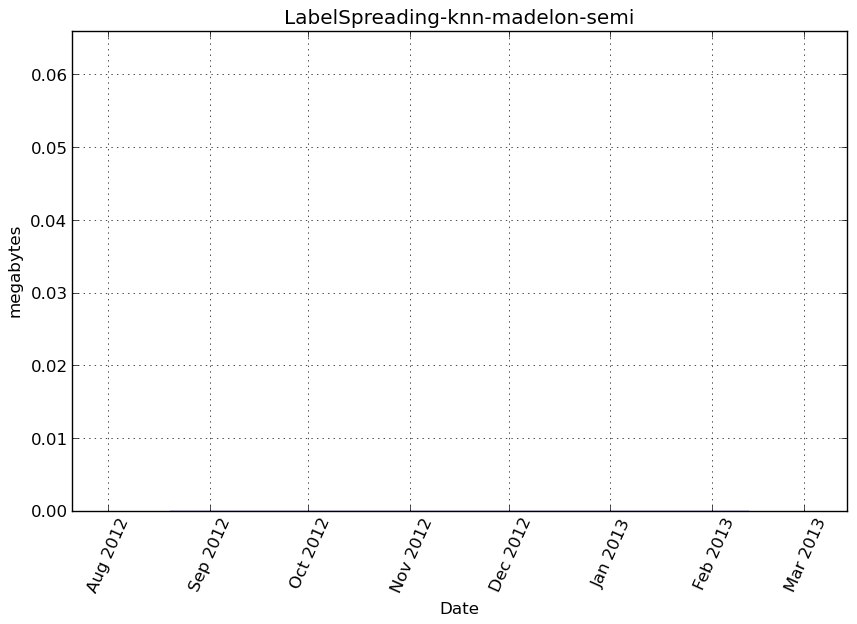 LabelSpreading-knn-madelon-semi
0.06
0.05
0.04
0.03
0.02
0.01
0.00
megabytes
Aug 2012
Sep 2012
Oct 2012
Nov 2012
Dec 2012
Jan 2013
Feb 2013
Mar 2013
Date